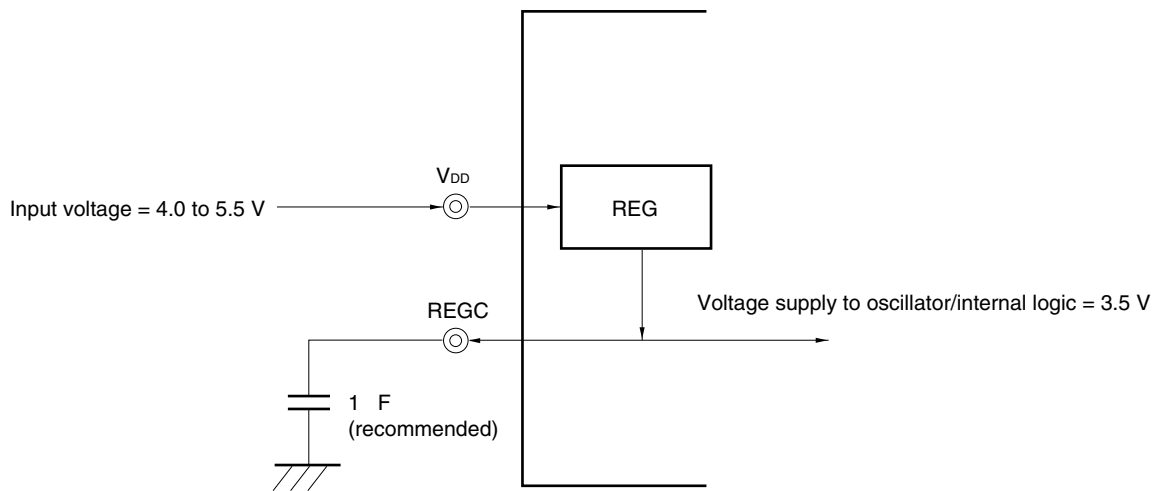 VDD
Input voltage = 4.0 to 5.5 V
REG
REGC
Voltage supply to oscillator/internal logic = 3.5 V
1 F
(recommended)